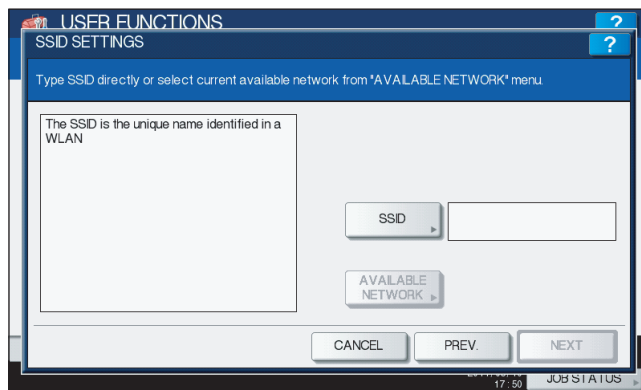 USER FUNCTIONS
?
SSID SETTINGS
?
Type SSID directly or select current available network from "AVAILABLE NETWORK" menu.
The SSID is the unique name identified in a
WLAN
SSID
AVAILABLE
NETWORK
CANCEL
PREV.
NEXT
17 : 50
JOB STATUS